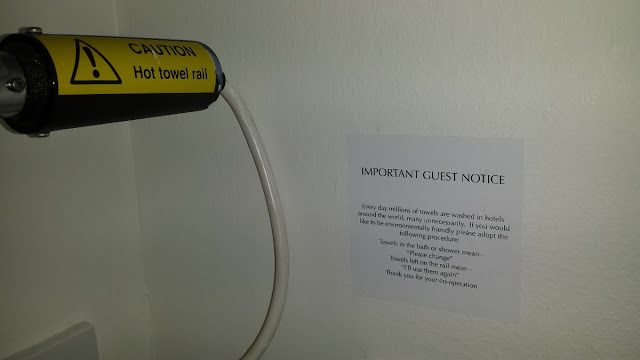 CAUTION
Hot towel rail
IMPORTANT GUEST NOTICE
Every day millions of towels are washed in hotels
around the world, many unnecessarily. If you would
like to be environmentally friendly please adopt the
following procedure:
Towels in the bath or shower mean -
"Please change"
Towels left on the rail mean -
"I'll use them again"
Thank you for your co-operation